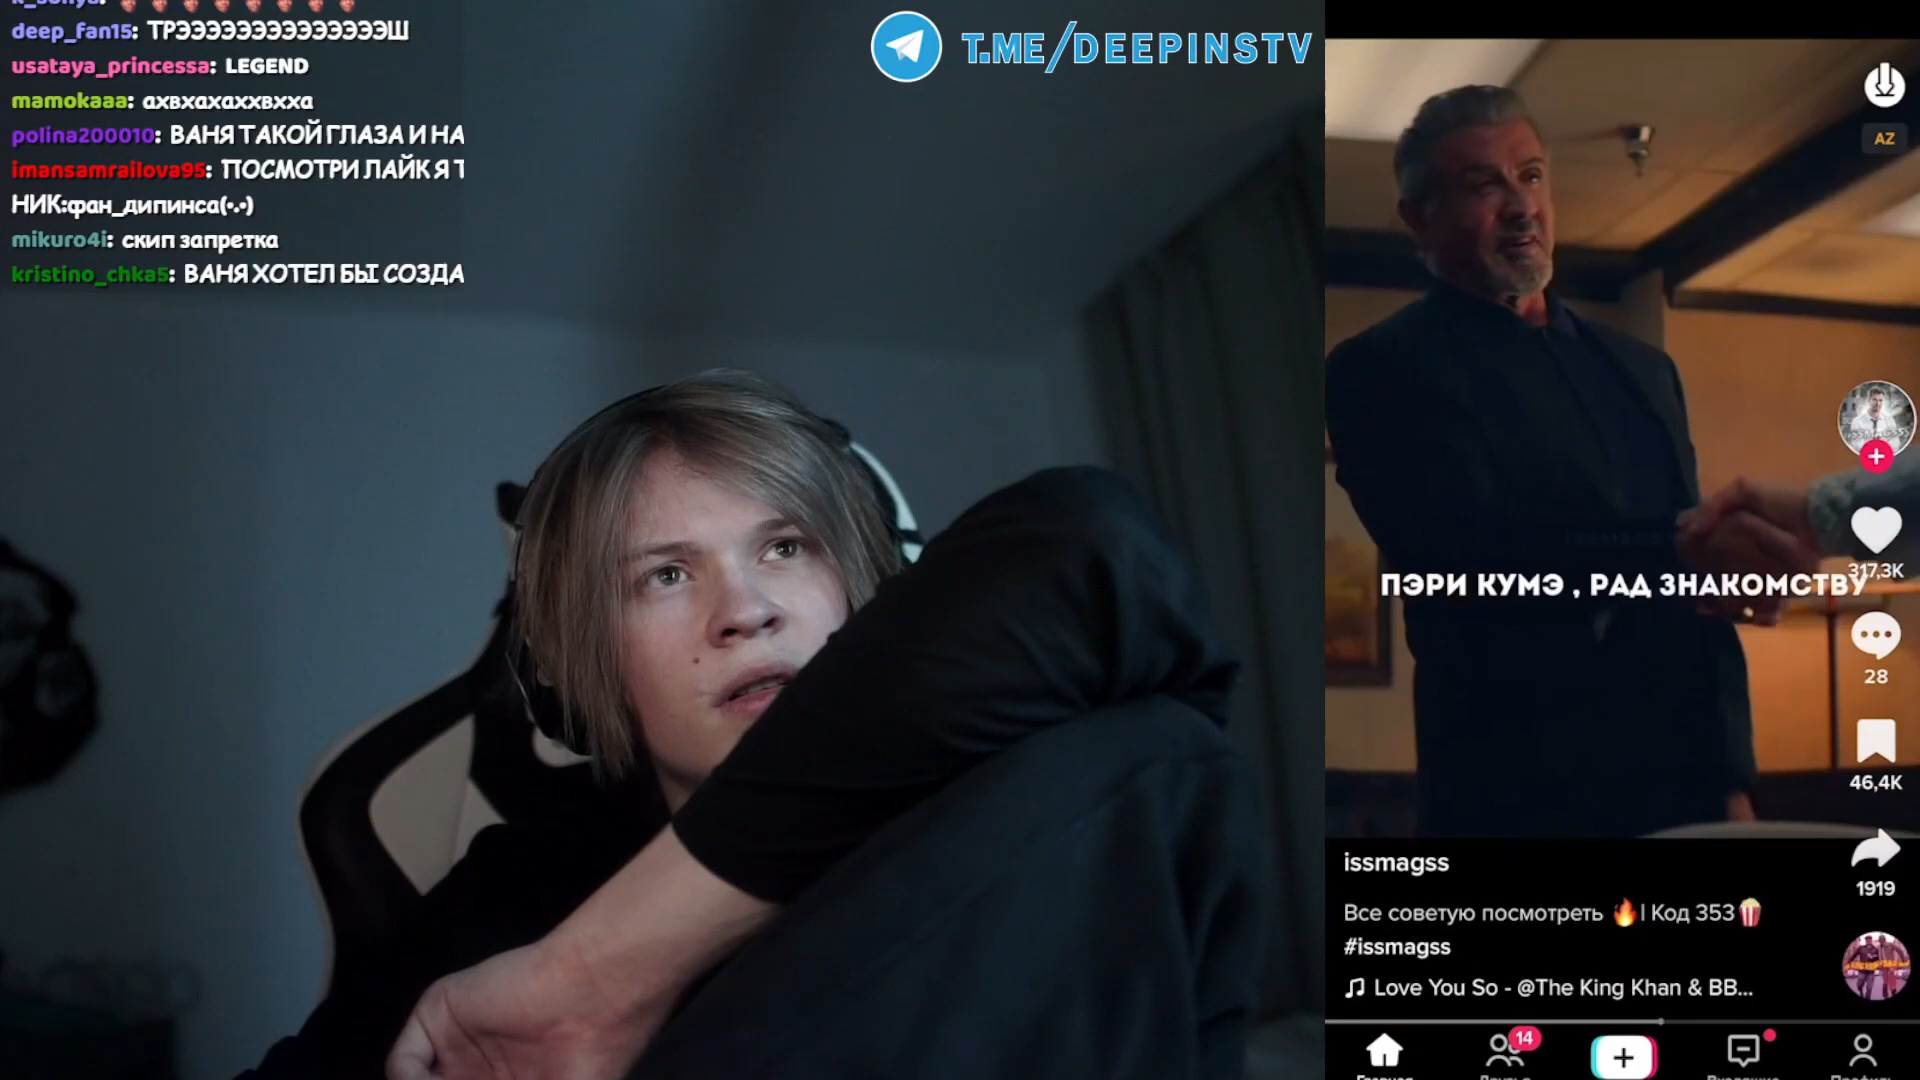 deep_fan15: ТРЭЭЭЭЭЭЭЭЭЭЭЭЭЭЭШ
usataya_princessa: LEGEND
mamokaaa: ахвхахаххвхха
polina200010: ВАНЯ ТАКОЙ ГЛАЗА И НА
imansamrailova95: ПОСМОТРИ ЛАЙК Я Т
НИК:фан_дипинса(•.•)
mikuro4i: скип запретка
kristino_chka5: ВАНЯ ХОТЕЛ БЫ СОЗДА
T.ME/DEEPINSTV
AZ
317,3K
ПЭРИ КУМЭ , РАД ЗНАКОМСТВУ
28
46,4K
1919
issmagss
Все советую посмотреть 🔥| Код 353🍿
#issmagss
Love You So - @The King Khan & BB...
14